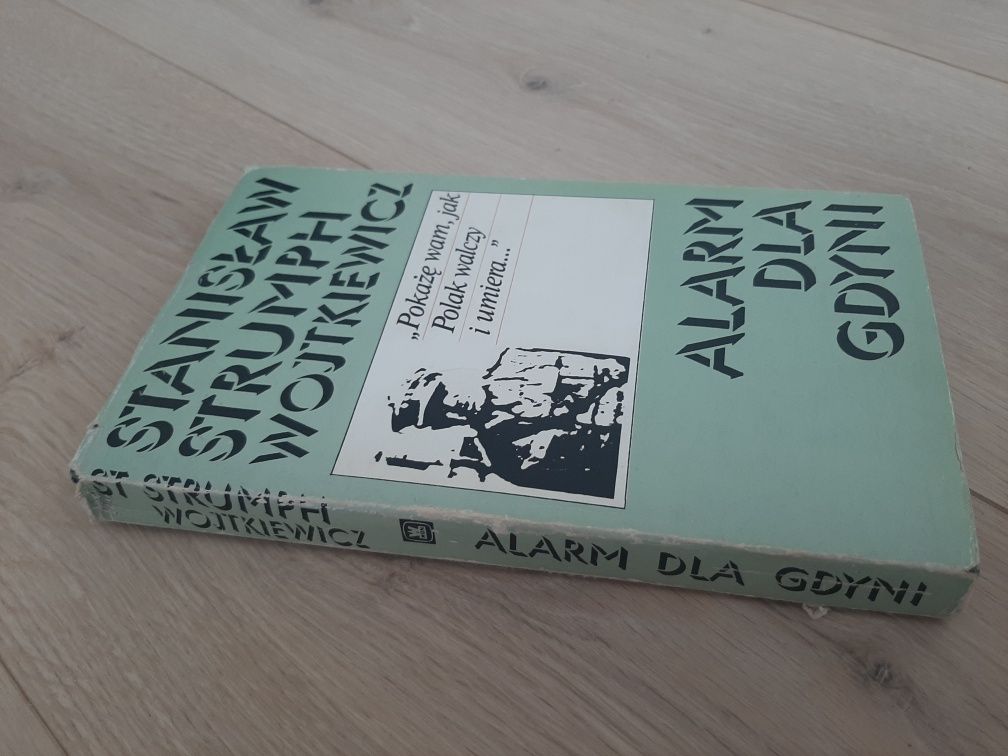 STANISŁAW
STRUMPH
WOJTKIEWICZ
„Pokażę wam, jak
Polak walczy
i umiera..."
ALARM
DLA
GDYNI
ST STRUMPH
WOJTKIEWICZ
ALARM DLA GDYNI